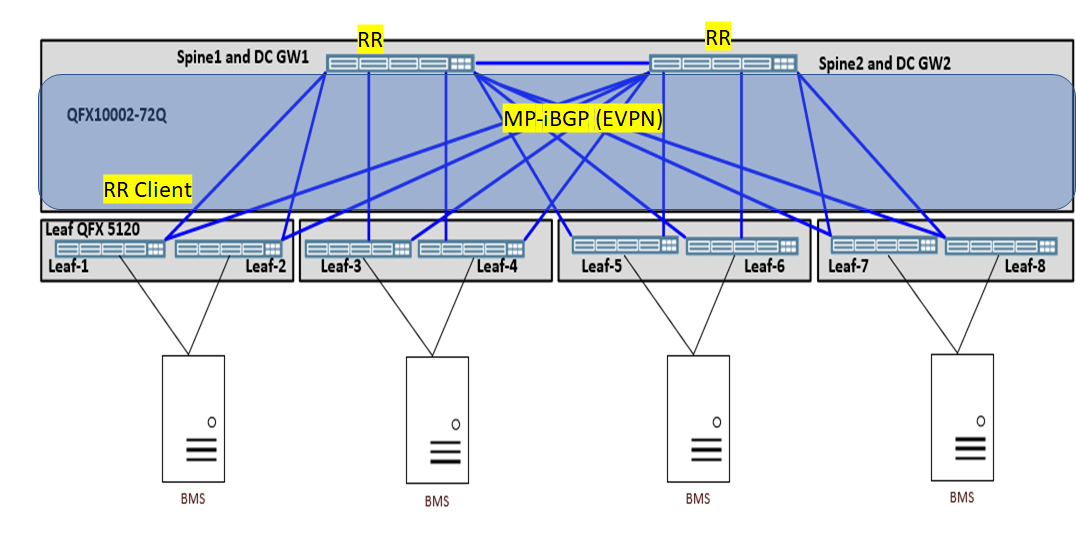 RR
RR
Spine1 and DC GW1
Spine2 and DC GW2
QFX10002-72Q
MP-iBGP (EVPN)
RR Client
Leaf QFX 5120
Leaf-1
Leaf-2
Leaf-3
Leaf-4
Leaf-5
Leaf-6
Leaf-7
Leaf-8
BMS
BMS
BMS
BMS